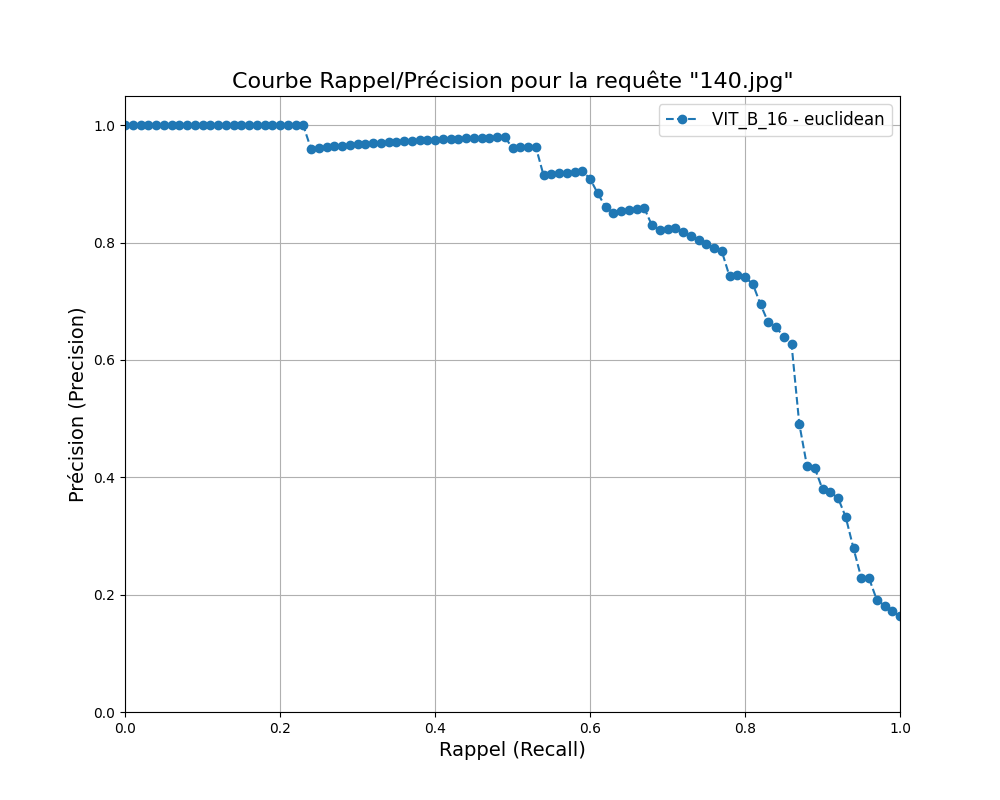 Courbe Rappel/Précision pour la requête "140.jpg"
VIT_B_16 - euclidean
1.0
0.8
0.6
0.4
0.2
0.0
Précision (Precision)
0.0 0.2 0.4 0.6 0.8 1.0
Rappel (Recall)